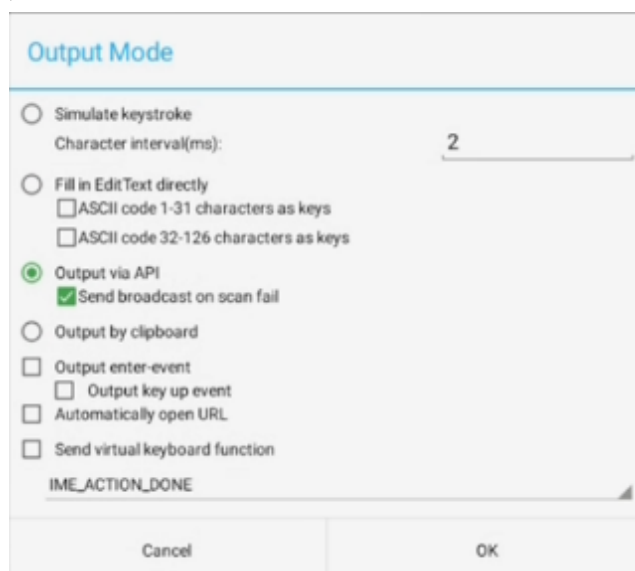 Output Mode
Simulate keystroke
Character interval(ms): 2
Fill in EditText directly
ASCII code 1-31 characters as keys
ASCII code 32-126 characters as keys
Output via API
Send broadcast on scan fail
Output by clipboard
Output enter-event
Output key up event
Automatically open URL
Send virtual keyboard function
IME_ACTION_DONE
Cancel OK